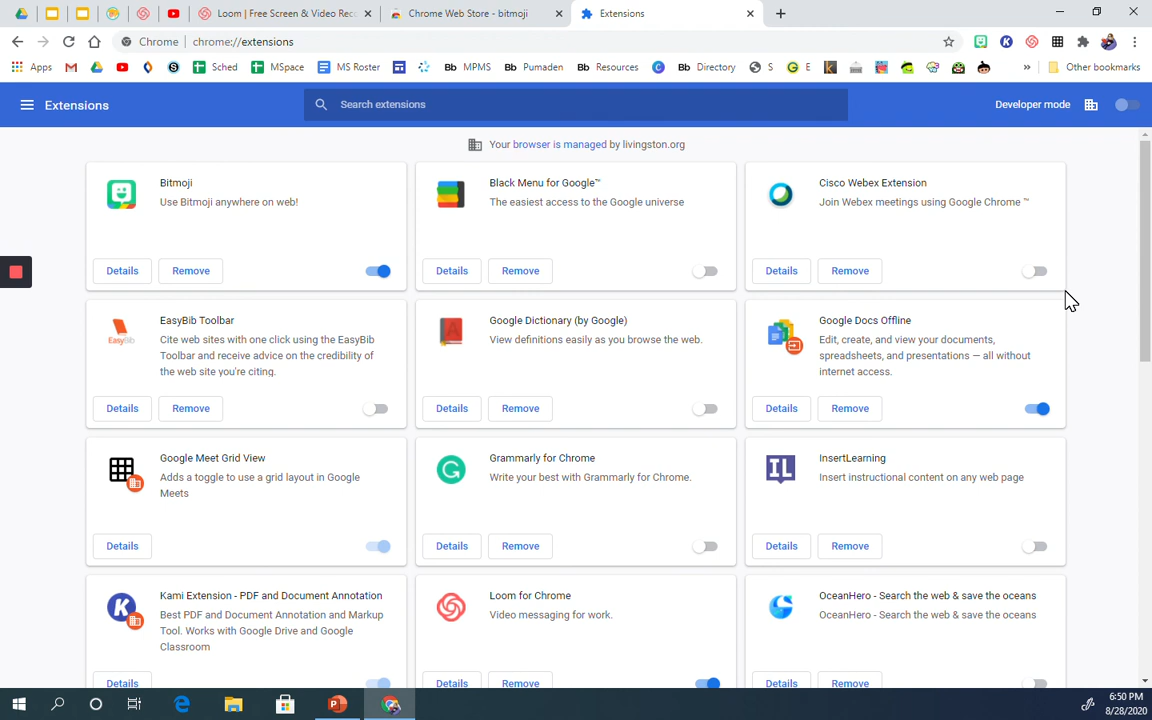 Loom | Free Screen & Video Rec
Chrome Web Store - bitmoji
Extensions
Chrome | chrome://extensions
Apps
Sched
MSpace
MS Roster
Bb MPMS
Bb Pumaden
Bb Resources
Bb Directory
S
E
»
Other bookmarks
Extensions
Search extensions
Developer mode
Your browser is managed by livingston.org
Bitmoji
Use Bitmoji anywhere on web!
Details
Remove
Black Menu for Google™
The easiest access to the Google universe
Details
Remove
Cisco Webex Extension
Join Webex meetings using Google Chrome ™
Details
Remove
EasyBib
EasyBib Toolbar
Cite web sites with one click using the EasyBib
Toolbar and receive advice on the credibility of
the web site you're citing.
Details
Remove
Google Dictionary (by Google)
View definitions easily as you browse the web.
Details
Remove
Google Docs Offline
Edit, create, and view your documents,
spreadsheets, and presentations — all without
internet access.
Details
Remove
Google Meet Grid View
Adds a toggle to use a grid layout in Google
Meets
Details
Grammarly for Chrome
Write your best with Grammarly for Chrome.
Details
Remove
IL
InsertLearning
Insert instructional content on any web page
Details
Remove
K
Kami Extension - PDF and Document Annotation
Best PDF and Document Annotation and Markup
Tool. Works with Google Drive and Google
Classroom
Details
Loom for Chrome
Video messaging for work.
Details
Remove
OceanHero - Search the web & save the oceans
OceanHero - Search the web & save the oceans
Details
Remove
6:50 PM
8/28/2020